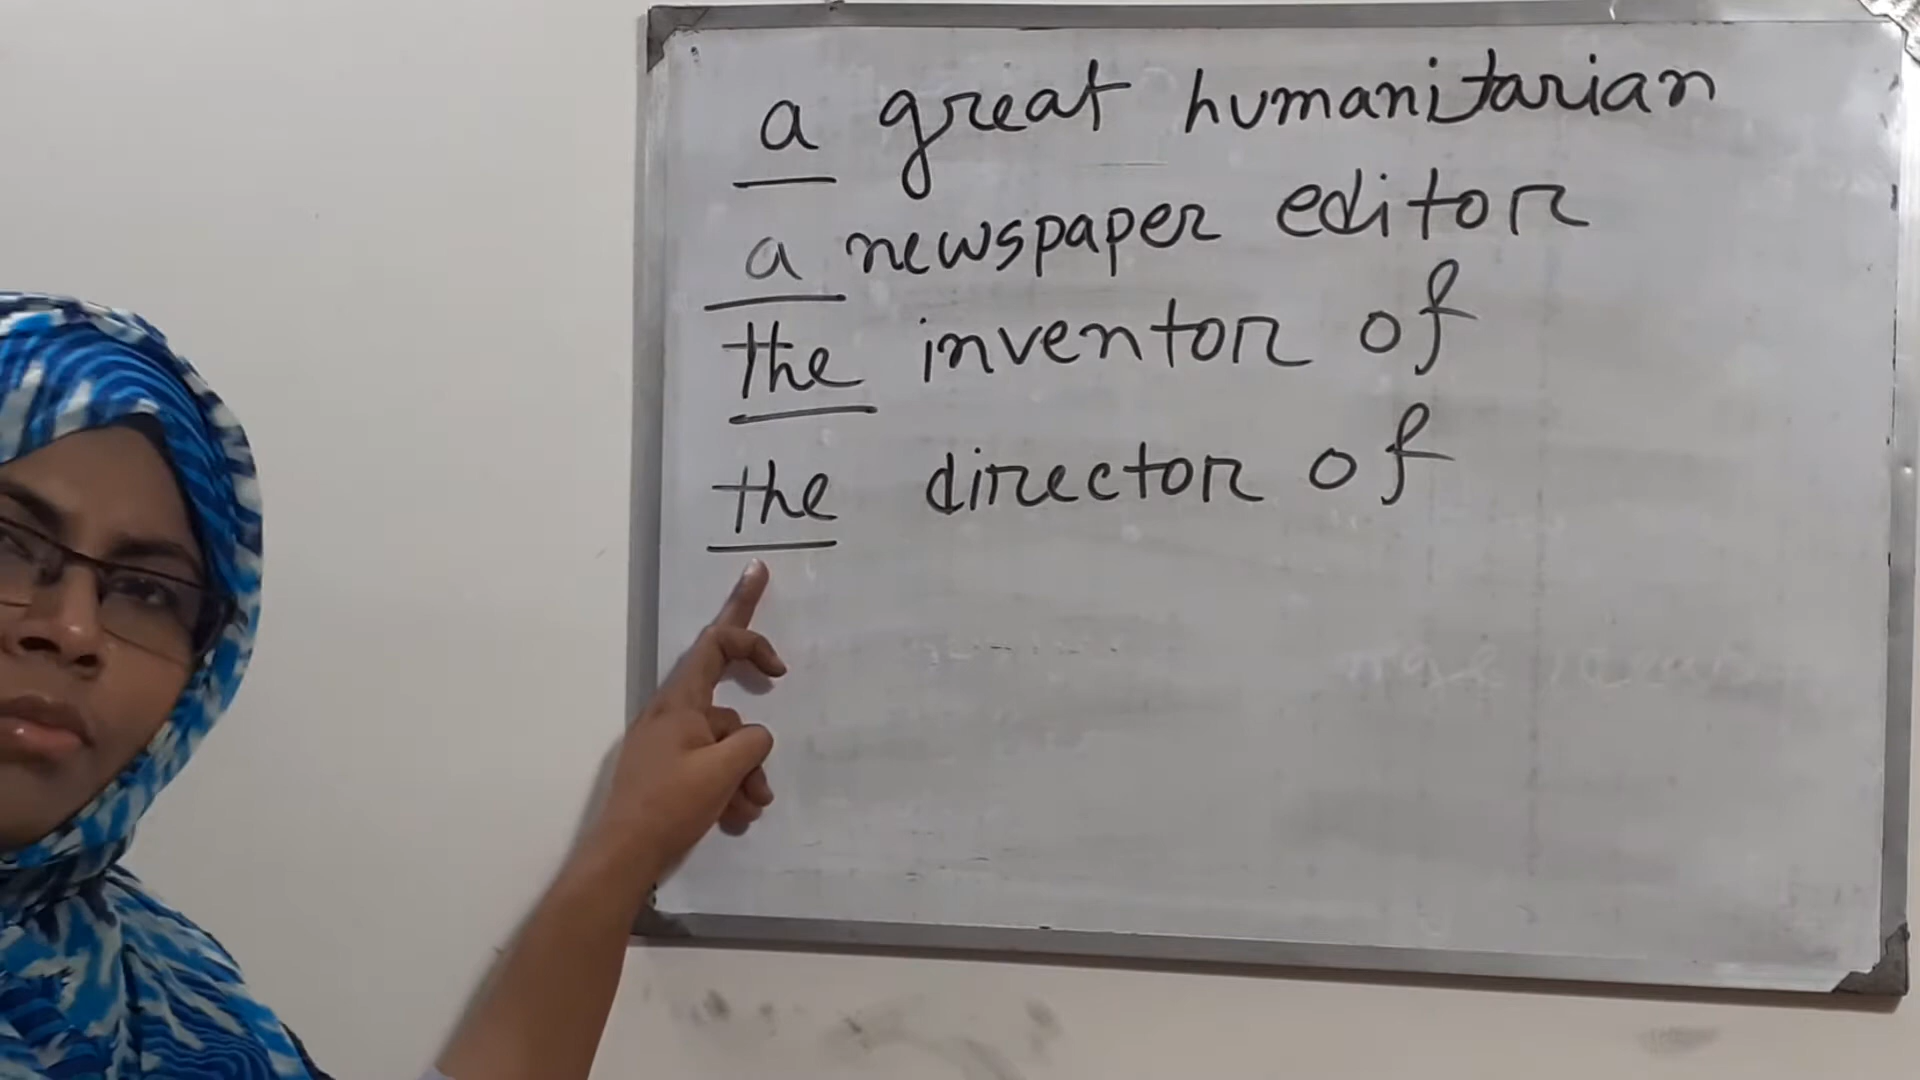 a great humanitarian
a newspaper editor
the inventor of
the director of